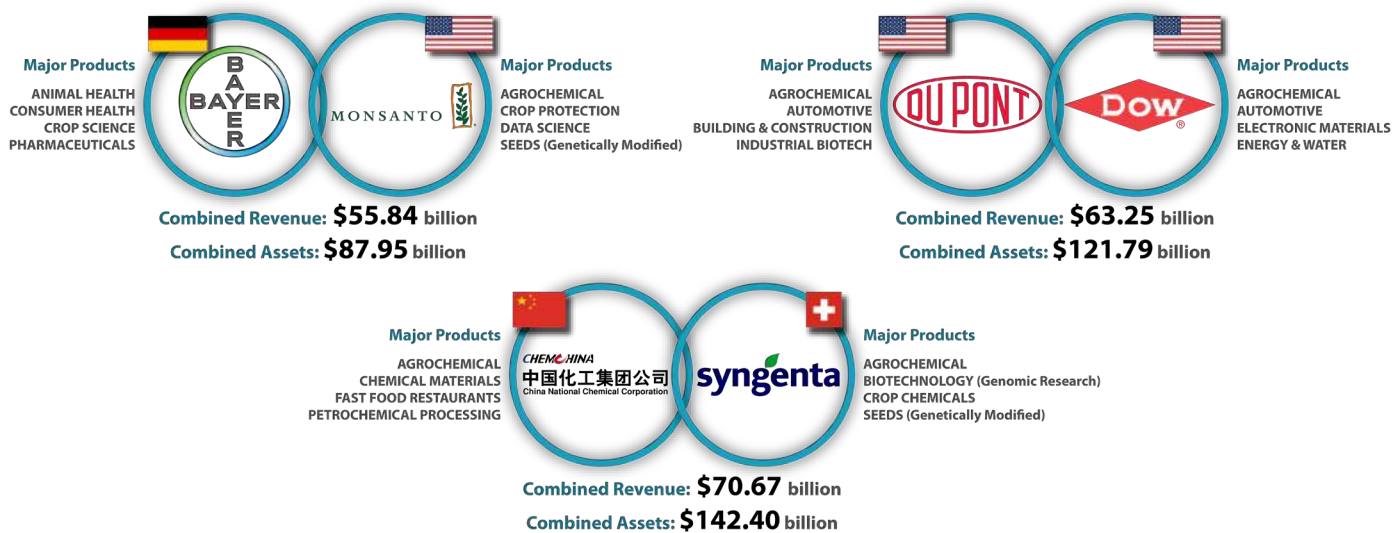 Major Products
ANIMAL HEALTH
CONSUMER HEALTH
CROP SCIENCE
PHARMACEUTICALS
BAYER
BAYER
MONSANTO
Major Products
AGROCHEMICAL
CROP PROTECTION
DATA SCIENCE
SEEDS (Genetically Modified)
Combined Revenue: $55.84 billion
Combined Assets: $87.95 billion
Major Products
AGROCHEMICAL
AUTOMOTIVE
BUILDING & CONSTRUCTION
INDUSTRIAL BIOTECH
DU PONT
DOW
®
Major Products
AGROCHEMICAL
AUTOMOTIVE
ELECTRONIC MATERIALS
ENERGY & WATER
Combined Revenue: $63.25 billion
Combined Assets: $121.79 billion
Major Products
AGROCHEMICAL
CHEMICAL MATERIALS
FAST FOOD RESTAURANTS
PETROCHEMICAL PROCESSING
CHEMCHINA
中国化工集团公司
China National Chemical Corporation
syngenta
Major Products
AGROCHEMICAL
BIOTECHNOLOGY (Genomic Research)
CROP CHEMICALS
SEEDS (Genetically Modified)
Combined Revenue: $70.67 billion
Combined Assets: $142.40 billion